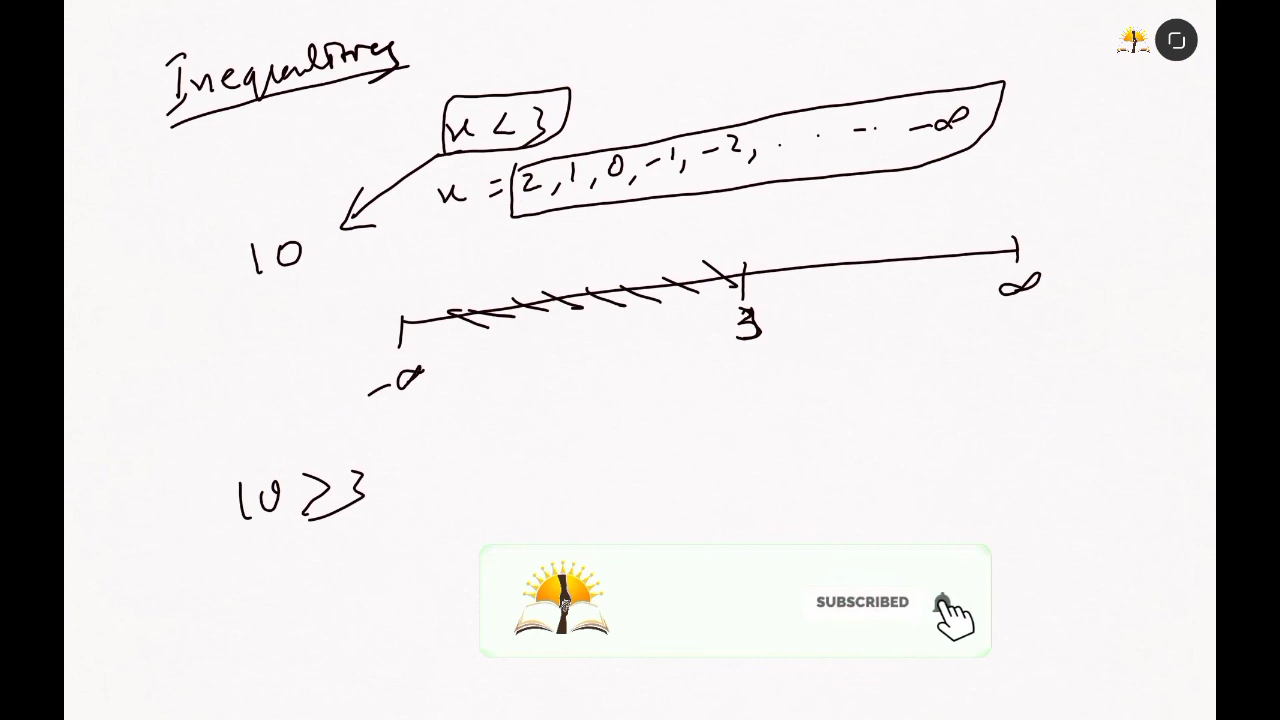 Inequalities
x < 3
x = 2, 1, 0, -1, -2, . . - . -∞
10
-∞ 3 ∞
10 ≥ 3
SUBSCRIBED